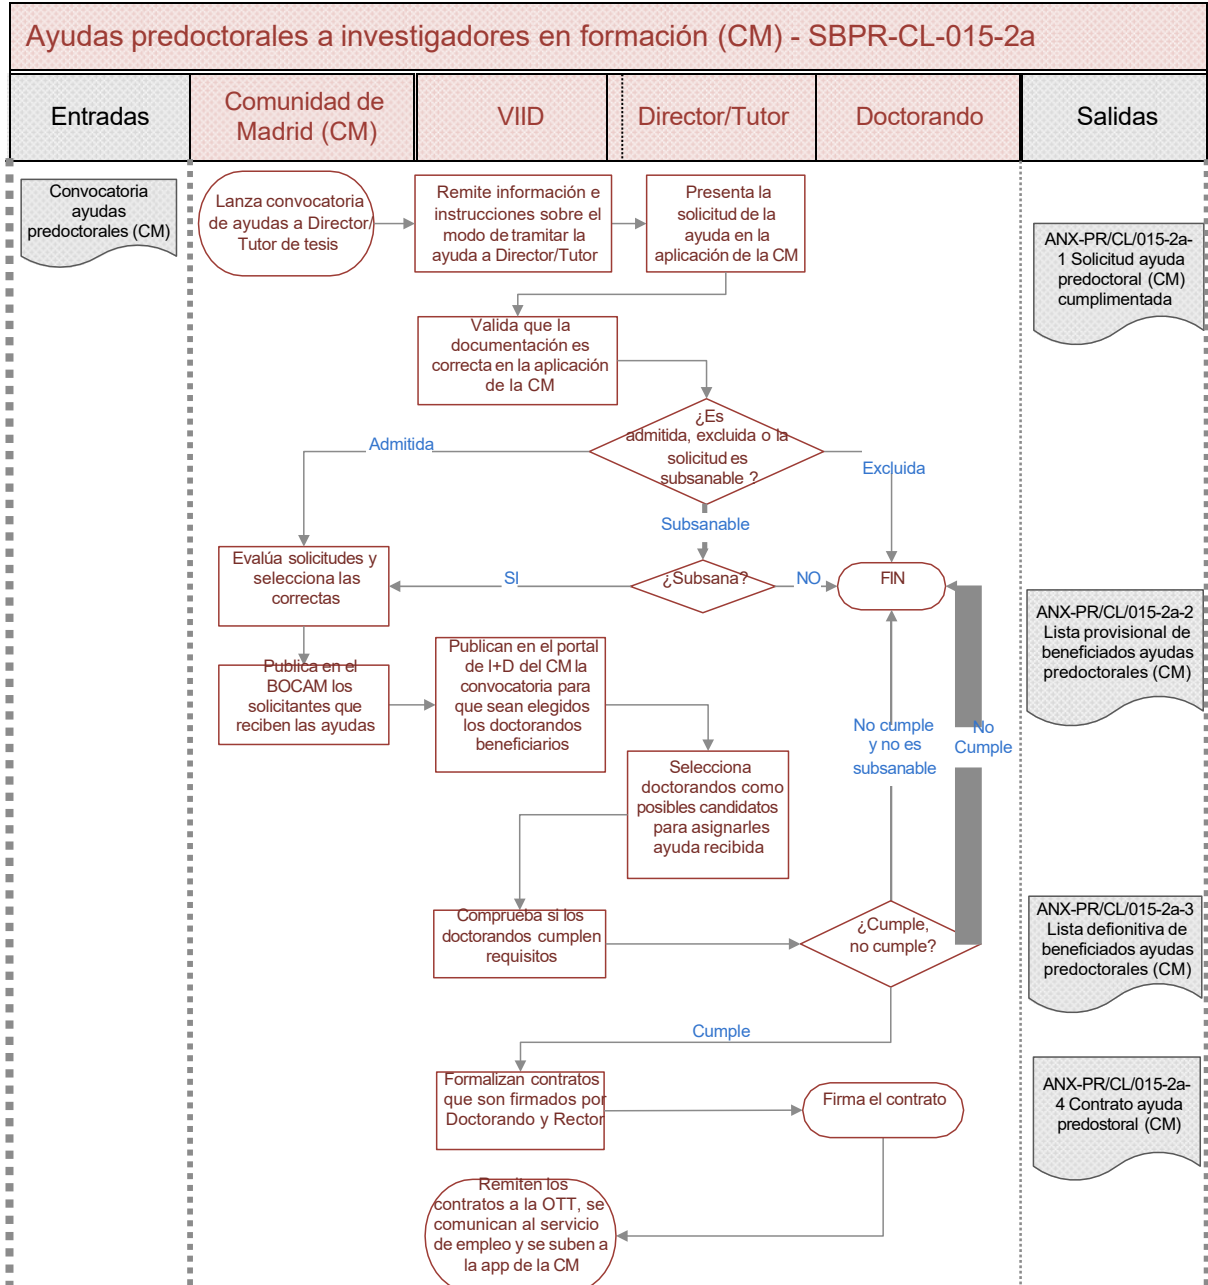 Ayudas predoctorales a investigadores en formación (CM) - SBPR-CL-015-2a
Entradas
Comunidad de
Madrid (CM)
VIID
Director/Tutor
Doctorando
Salidas
Convocatoria
ayudas
predoctorales (CM)
Lanza convocatoria
de ayudas a Director/
Tutor de tesis
Remite información e
instrucciones sobre el
modo de tramitar la
ayuda a Director/Tutor
Presenta la
solicitud de la
ayuda en la
aplicación de la CM
ANX-PR/CL/015-2a-
1 Solicitud ayuda
predoctoral (CM)
cumplimentada
Valida que la
documentación es
correcta en la aplicación
de la CM
¿Es
admitida, excluida o la
solicitud es
subsanable ?
Admitida
Excluida
Subsanable
Evalúa solicitudes y
selecciona las
correctas
SI
¿Subsana?
NO
FIN
ANX-PR/CL/015-2a-2
Lista provisional de
beneficiados ayudas
predoctorales (CM)
Publica en el
BOCAM los
solicitantes que
reciben las ayudas
Publican en el portal
de I+D del CM la
convocatoria para
que sean elegidos
los doctorandos
beneficiarios
No cumple
y no es
subsanable
No
Cumple
Selecciona
doctorandos como
posibles candidatos
para asignarles
ayuda recibida
Comprueba si los
doctorandos cumplen
requisitos
¿Cumple,
no cumple?
ANX-PR/CL/015-2a-3
Lista defionitiva de
beneficiados ayudas
predoctorales (CM)
Cumple
Formalizan contratos
que son firmados por
Doctorando y Rector
Firma el contrato
ANX-PR/CL/015-2a-
4 Contrato ayuda
predostoral (CM)
Remiten los
contratos a la OTT, se
comunican al servicio
de empleo y se suben a
la app de la CM